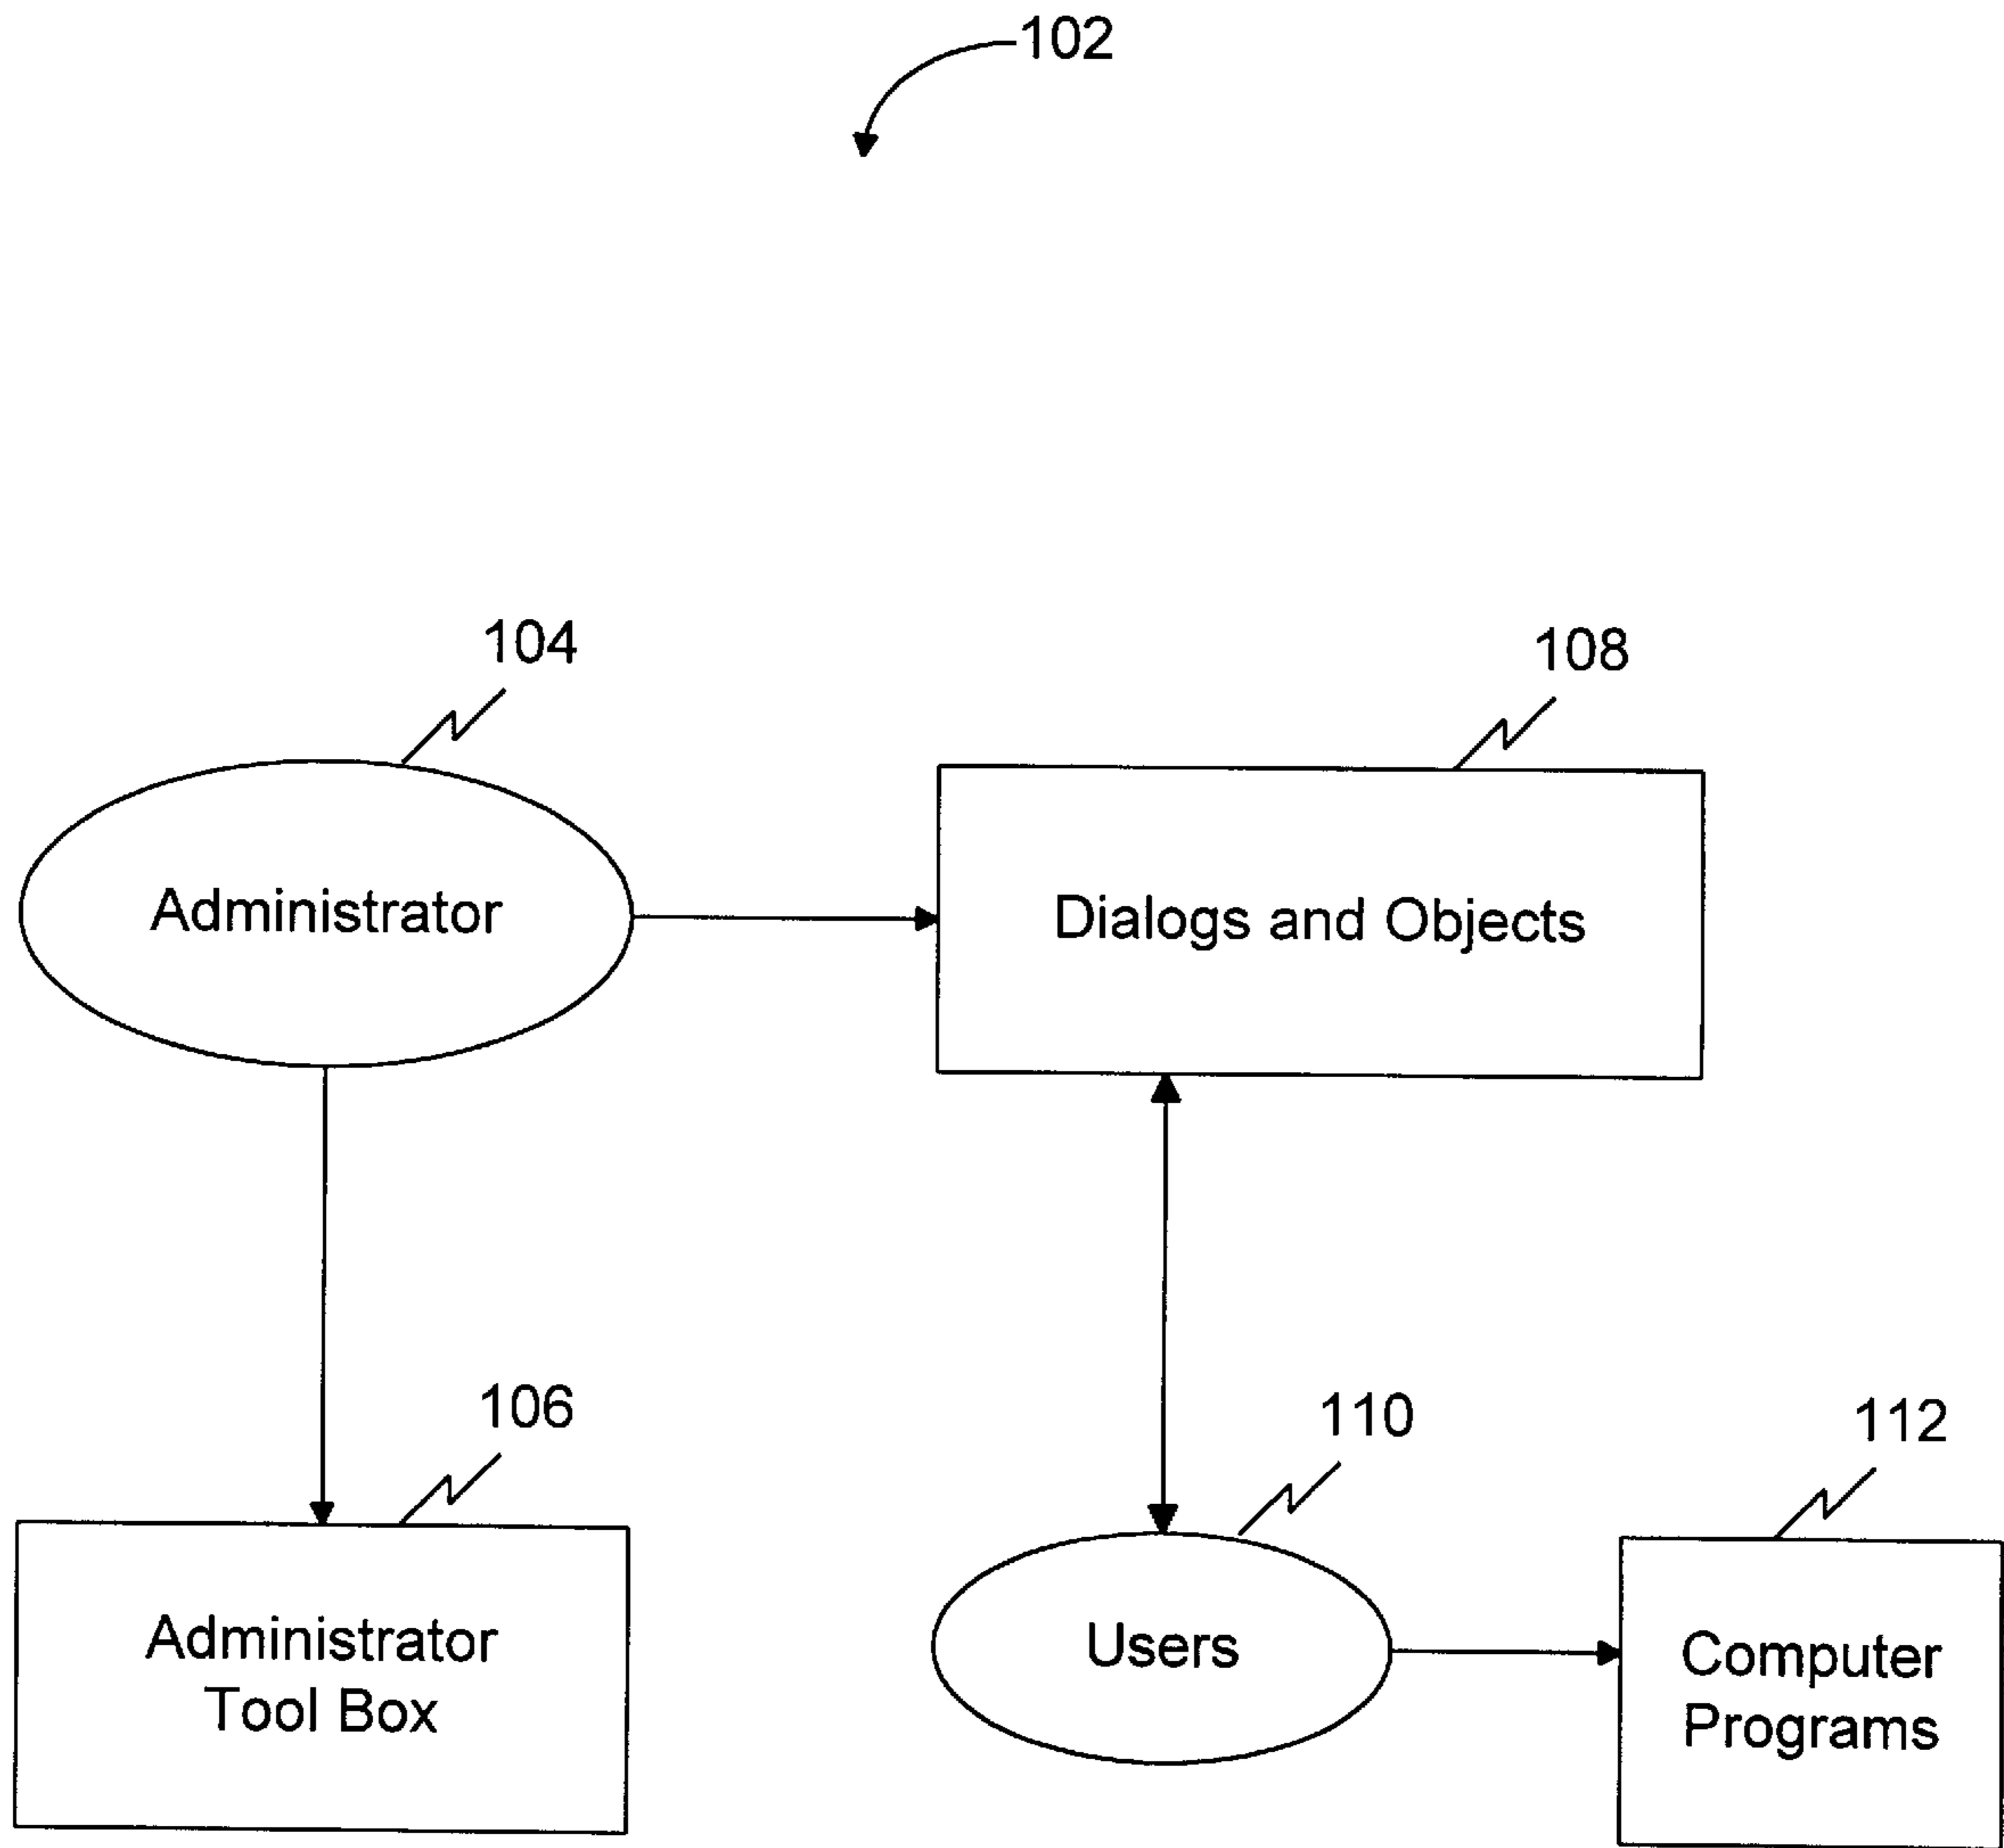 102
104
108
Administrator
Dialogs and Objects
106
110
112
Administrator
Tool Box
Users
Computer
Programs